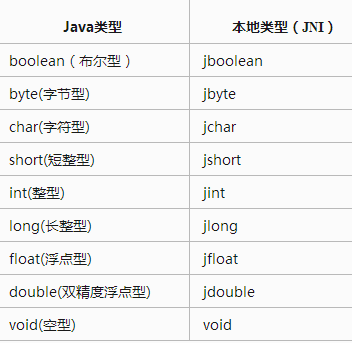 Java类型 本地类型（JNI）
boolean（布尔型） jboolean
byte(字节型) jbyte
char(字符型) jchar
short(短整型) jshort
int(整型) jint
long(长整型) jlong
float(浮点型) jfloat
double(双精度浮点型) jdouble
void(空型) void